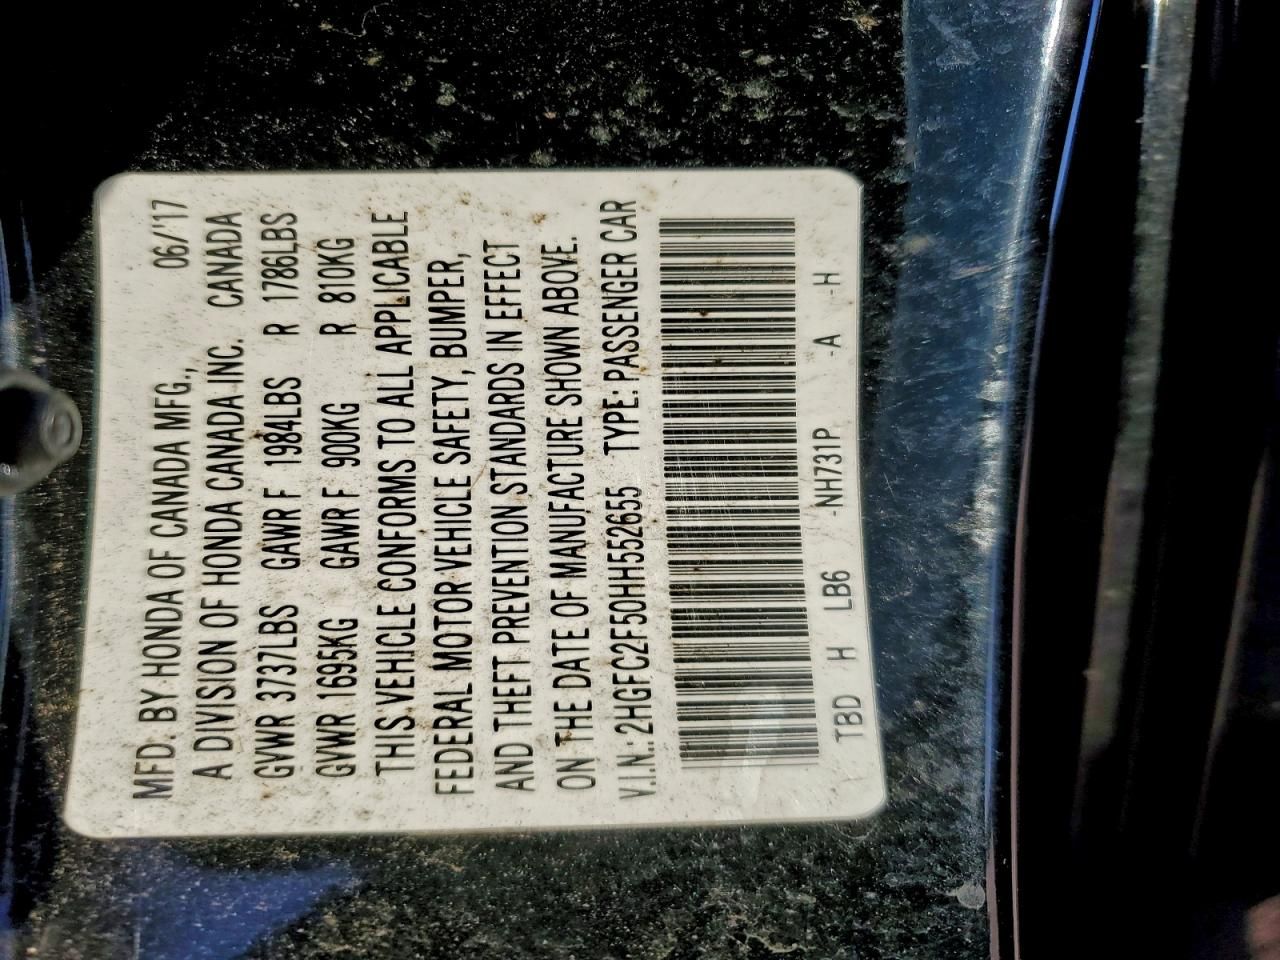 MFD. BY HONDA OF CANADA MFG., 06/'17
A DIVISION OF HONDA CANADA INC. CANADA
GVWR 3737LBS GAWR F 1984LBS R 1786LBS
GVWR 1695KG GAWR F 900KG R 810KG
THIS VEHICLE CONFORMS TO ALL APPLICABLE
FEDERAL MOTOR VEHICLE SAFETY, BUMPER,
AND THEFT PREVENTION STANDARDS IN EFFECT
ON THE DATE OF MANUFACTURE SHOWN ABOVE.
V.I.N.: 2HGFC2F50HH552655 TYPE: PASSENGER CAR
TBD H LB6 -NH731P -A -H